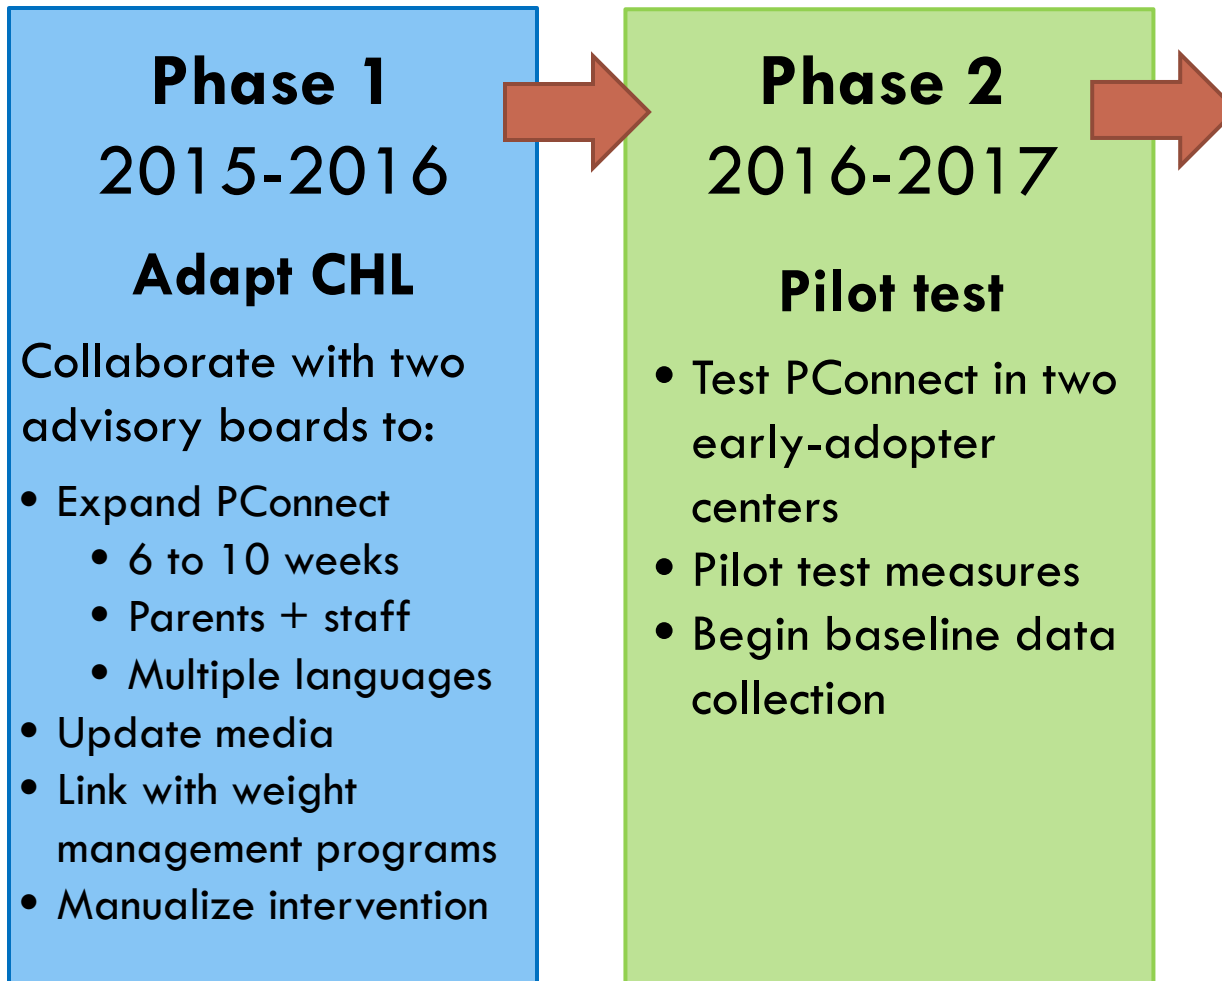 Phase 1
2015-2016
Adapt CHL
Collaborate with two
advisory boards to:
• Expand PConnect
• 6 to 10 weeks
• Parents + staff
• Multiple languages
• Update media
• Link with weight
management programs
• Manualize intervention
Phase 2
2016-2017
Pilot test
• Test PConnect in two
early-adopter
centers
• Pilot test measures
• Begin baseline data
collection